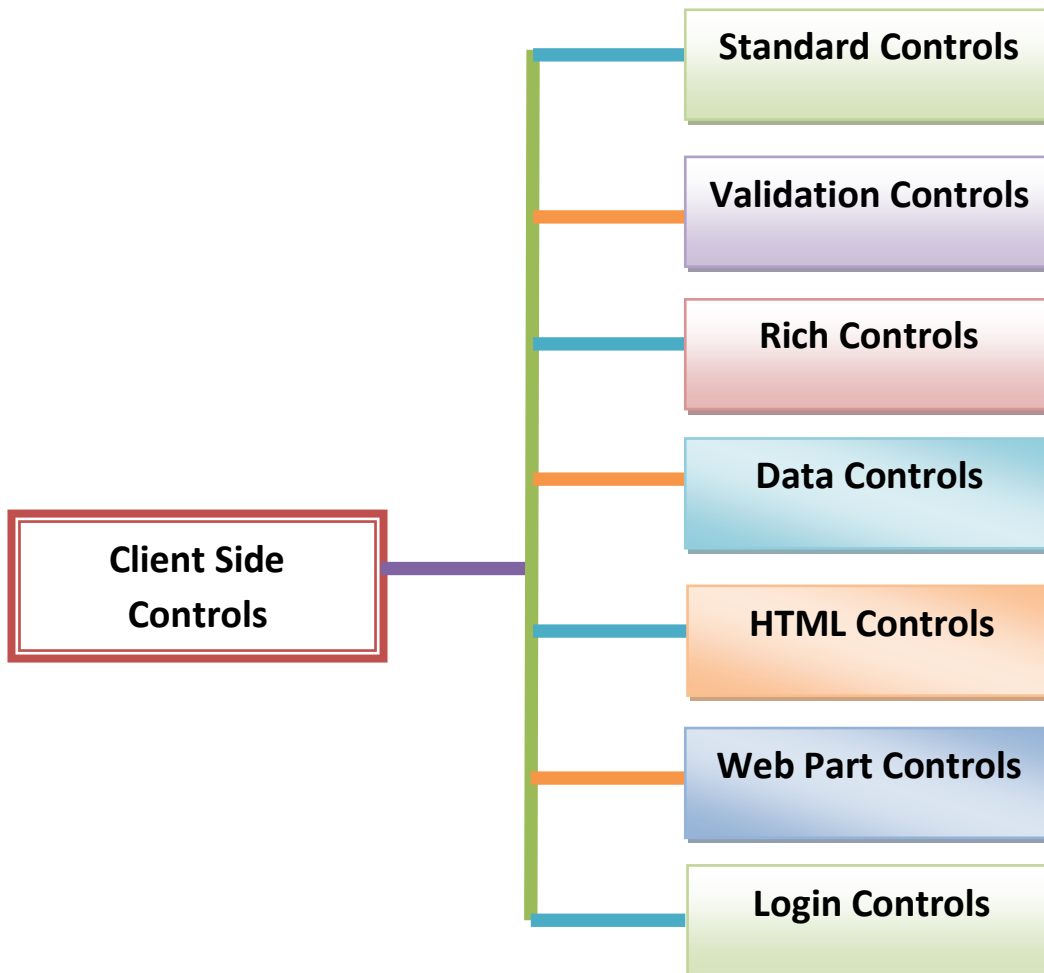 Standard Controls
Validation Controls
Rich Controls
Data Controls
Client Side
Controls
HTML Controls
Web Part Controls
Login Controls